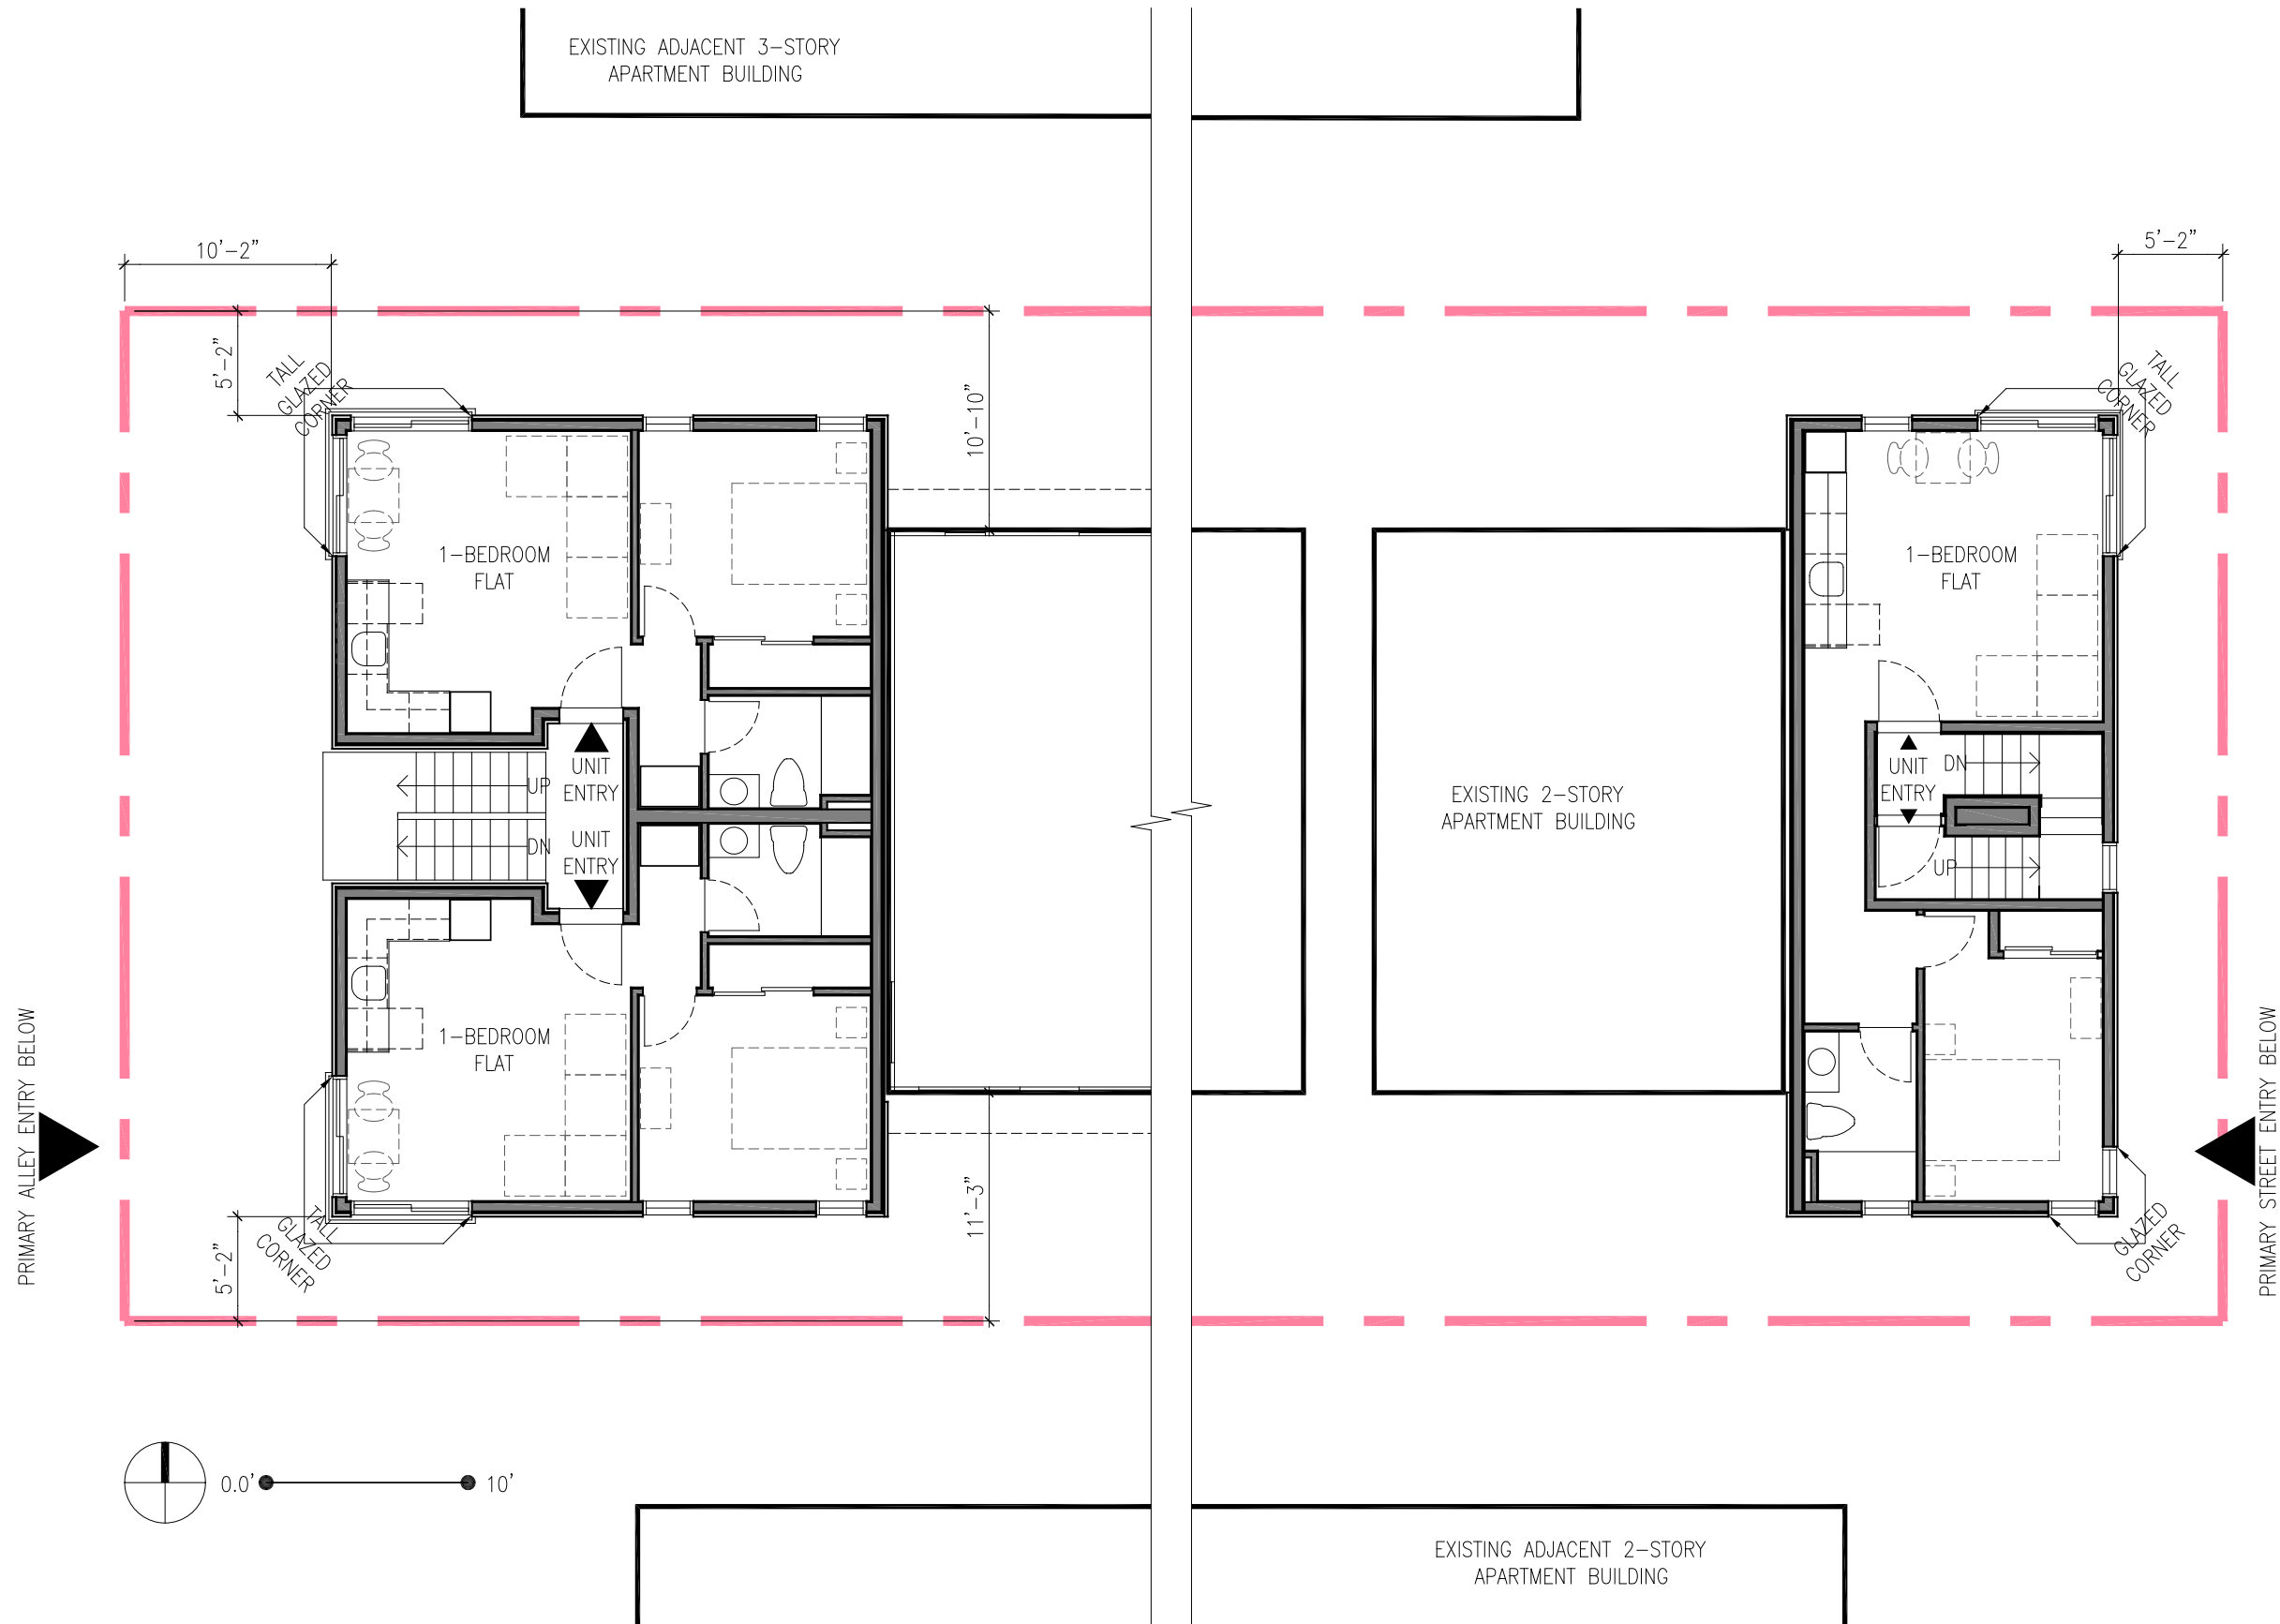 EXISTING ADJACENT 3-STORY
APARTMENT BUILDING
10'-2"
5'-2"
5'-2"
TALL
GLAZED
CORNER
10'-10"
TALL
GLAZED
CORNER
1-BEDROOM
FLAT
1-BEDROOM
FLAT
UNIT
ENTRY
UP
UNIT
ENTRY
DN
EXISTING 2-STORY
APARTMENT BUILDING
UNIT
ENTRY
DN
UP
1-BEDROOM
FLAT
PRIMARY ALLEY ENTRY BELOW
PRIMARY STREET ENTRY BELOW
5'-2"
TALL
GLAZED
CORNER
11'-3"
GLAZED
CORNER
0.0'
10'
EXISTING ADJACENT 2-STORY
APARTMENT BUILDING